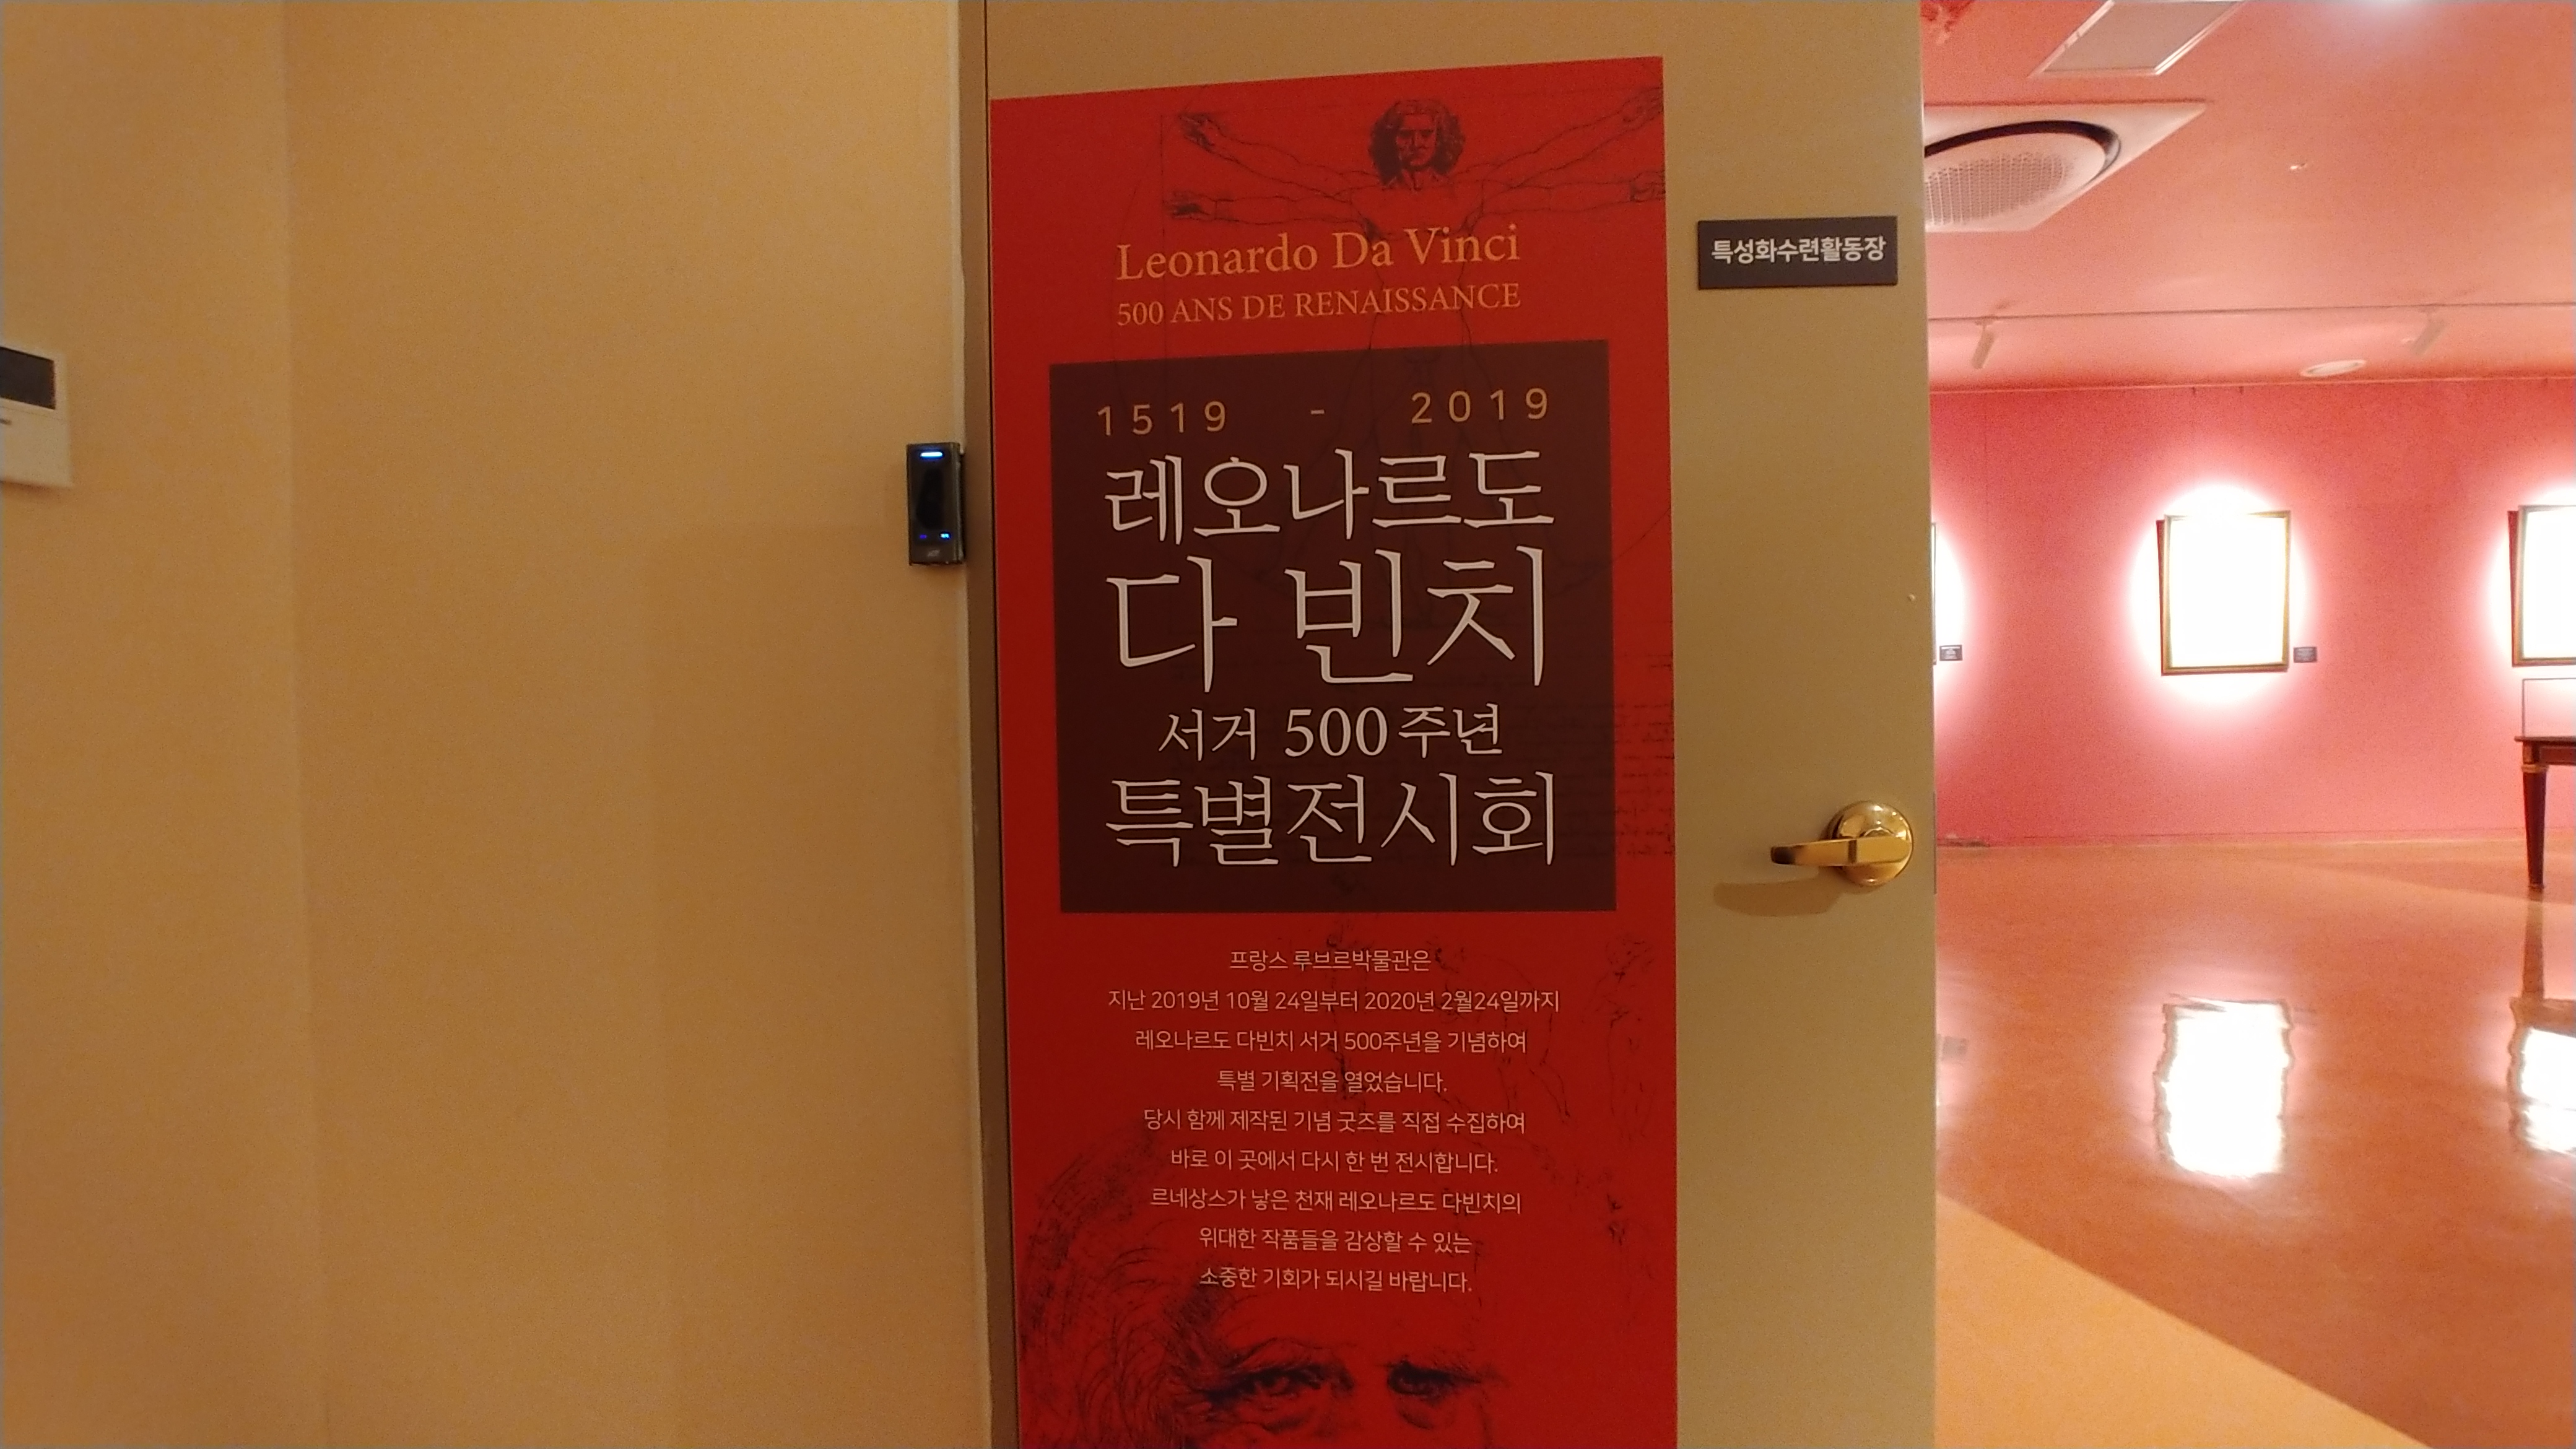 Leonardo Da Vinci
500 ANS DE RENAISSANCE
1519 - 2019
레오나르도
다 빈치
서거 500주년
특별전시회
프랑스 루브르박물관은
지난 2019년 10월 24일부터 2020년 2월24일까지
레오나르도 다빈치 서거 500주년을 기념하여
특별 기획전을 열었습니다.
당시 함께 제작된 기념 굿즈를 직접 수집하여
바로 이 곳에서 다시 한 번 전시합니다.
르네상스가 낳은 천재 레오나르도 다빈치의
위대한 작품들을 감상할 수 있는
소중한 기회가 되시길 바랍니다.
특성화수련활동장